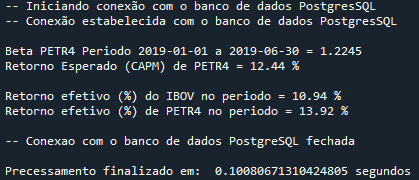 -- Iniciando conexão com o banco de dados PostgresSQL
-- Conexão estabelecida com o banco de dados PostgresSQL
Beta PETR4 Periodo 2019-01-01 a 2019-06-30 = 1.2245
Retorno Esperado (CAPM) de PETR4 = 12.44 %
Retorno efetivo (%) do IBOV no periodo = 10.94 %
Retorno efetivo (%) de PETR4 no periodo = 13.92 %
-- Conexao com o banco de dados PostgreSQL fechada
Precessamento finalizado em:  0.10080671310424805 segundos